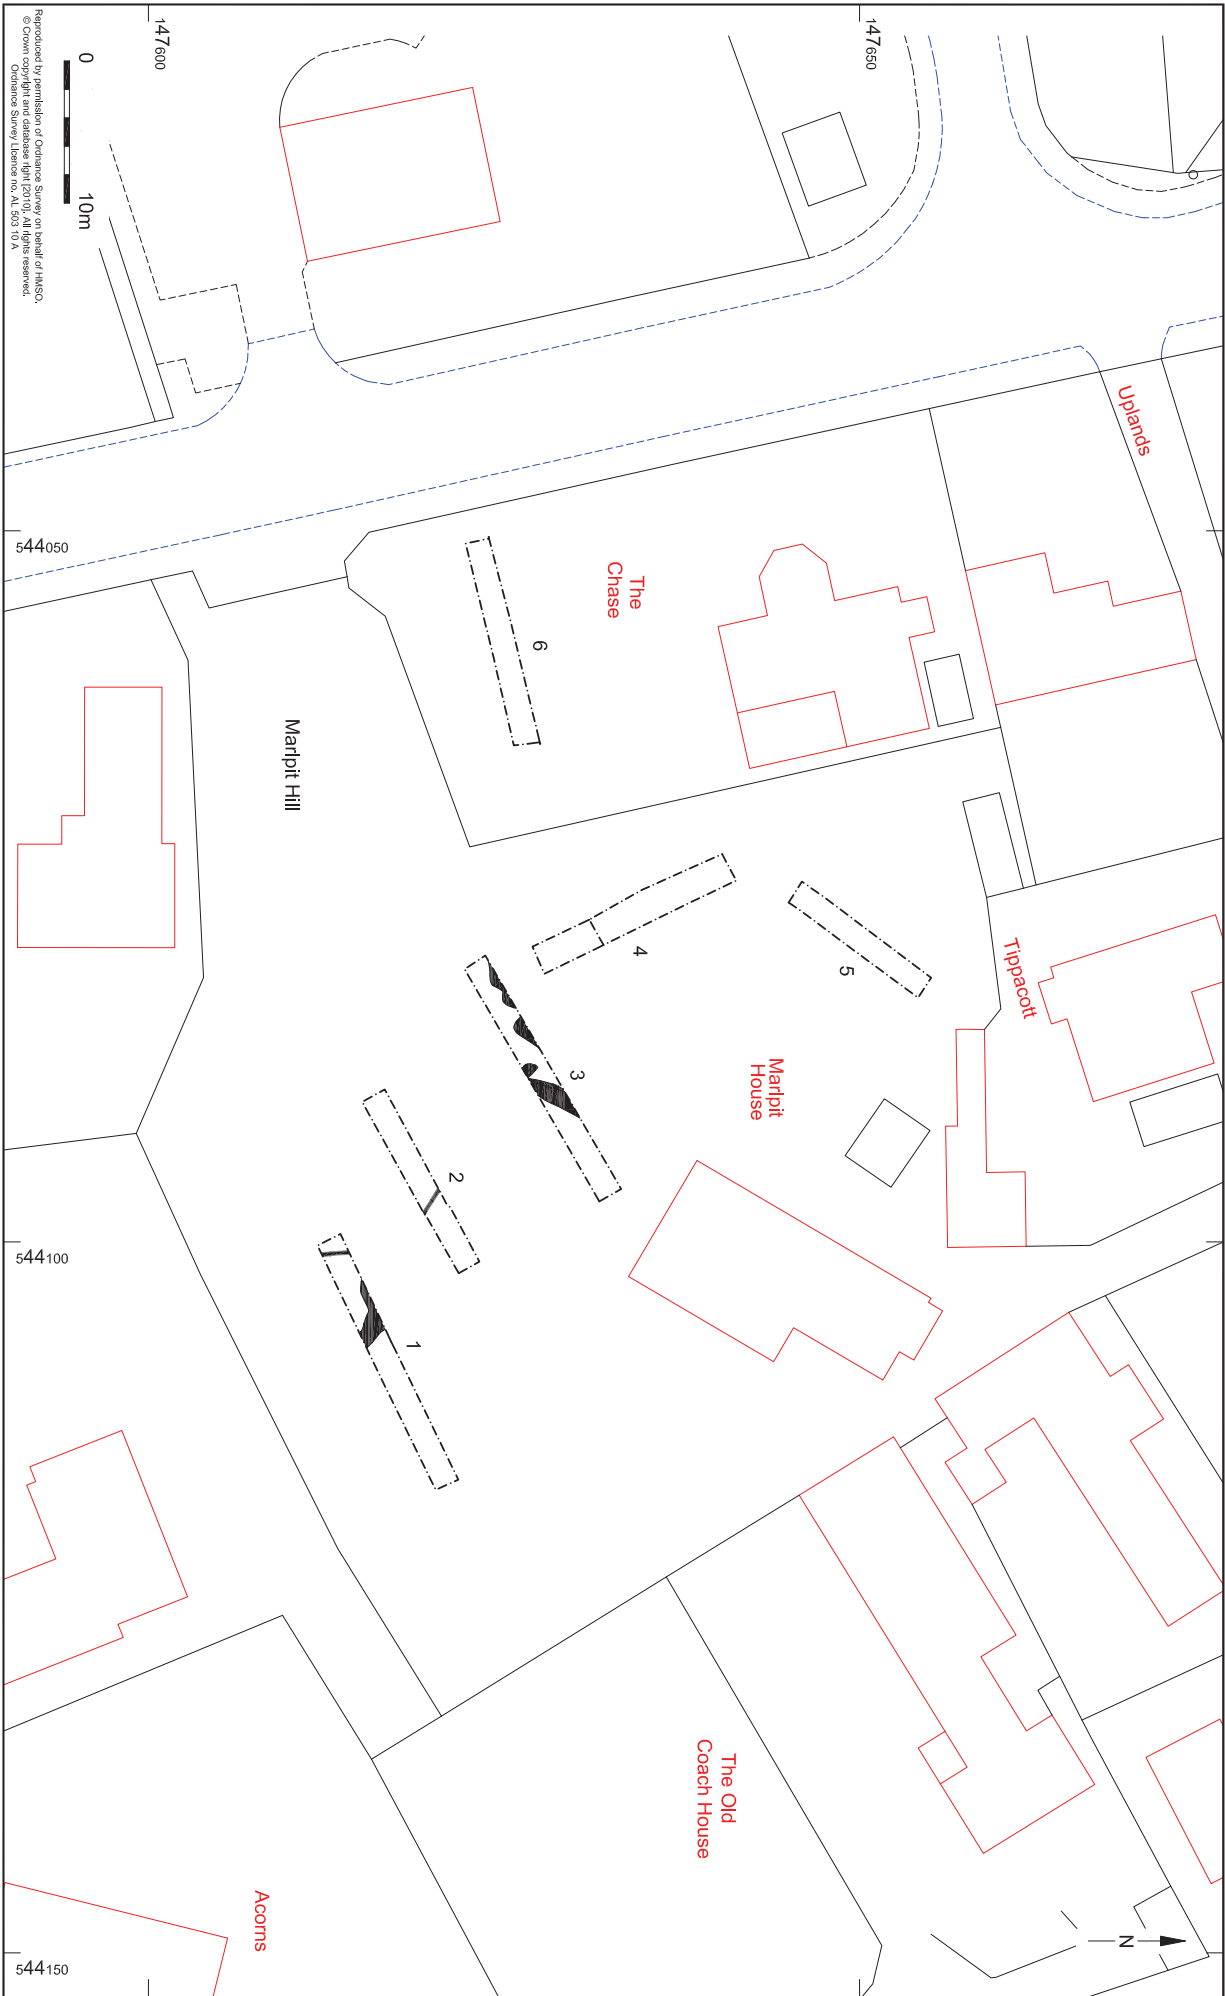 147600
147650
Reproduced by permission of Ordnance Survey on behalf of HMSO.
© Crown copyright and database right [2010]. All rights reserved.
Ordnance Survey Licence no. AL 503 10 A
0
10m
Uplands
544050
The
Chase
6
Marlpit Hill
4
5
Tippacott
3
Marlpit
House
2
544100
1
The Old
Coach House
Acorns
N
544150